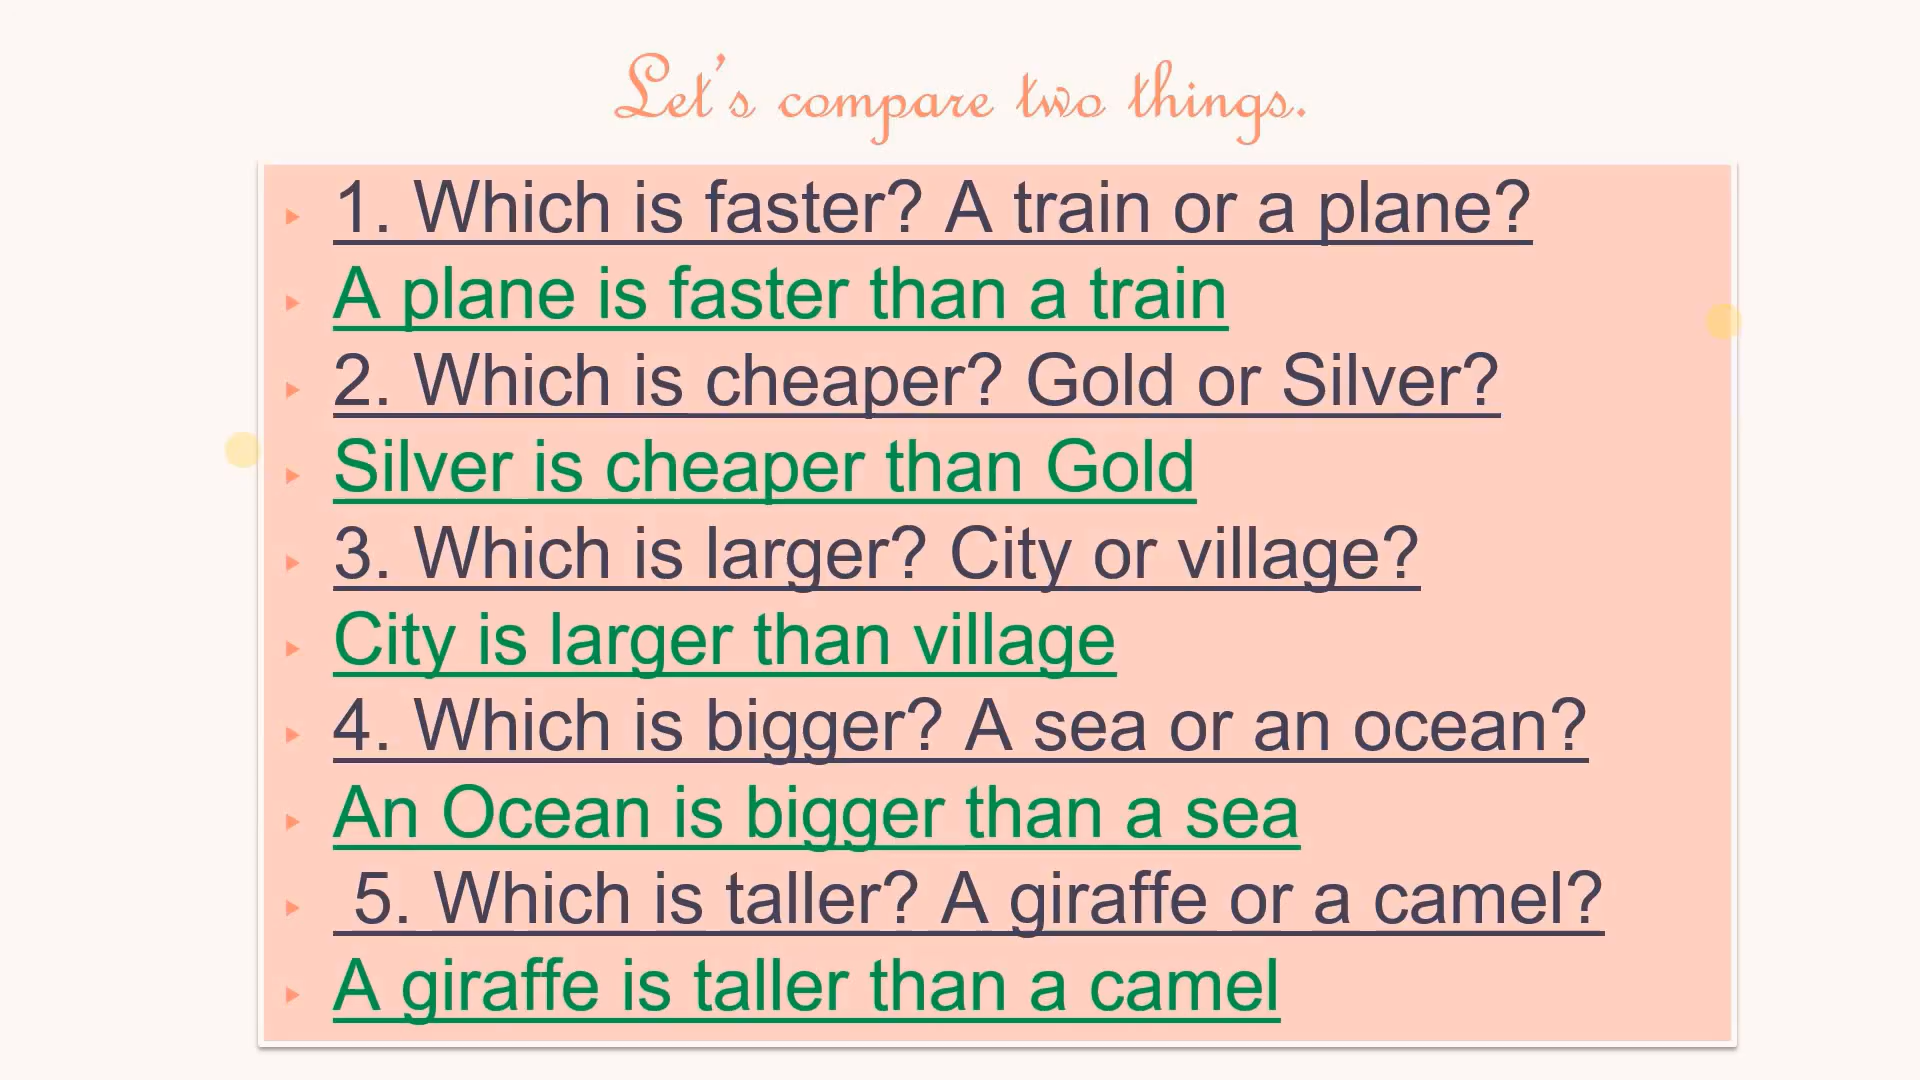 Let's compare two things.
1. Which is faster? A train or a plane?
A plane is faster than a train
2. Which is cheaper? Gold or Silver?
Silver is cheaper than Gold
3. Which is larger? City or village?
City is larger than village
4. Which is bigger? A sea or an ocean?
An Ocean is bigger than a sea
5. Which is taller? A giraffe or a camel?
A giraffe is taller than a camel